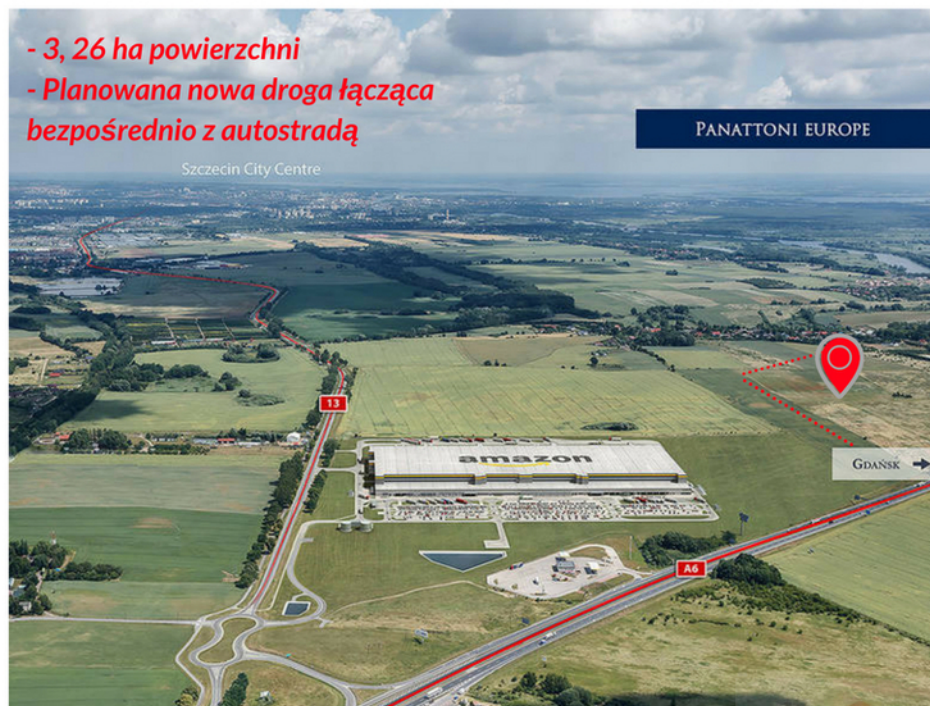 - 3, 26 ha powierzchni
- Planowana nowa droga łącząca
bezpośrednio z autostradą
PANATTONI EUROPE
Szczecin City Centre
13
amazon
GDAŃSK
A6